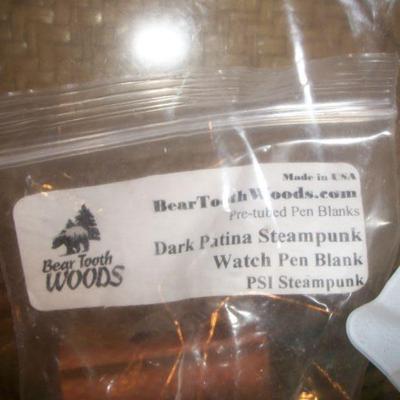 Made in USA
BearToothWoods.com
Pre-tubed Pen Blanks
Dark Patina Steampunk
Watch Pen Blank
PSI Steampunk
Bear Tooth
WOODS